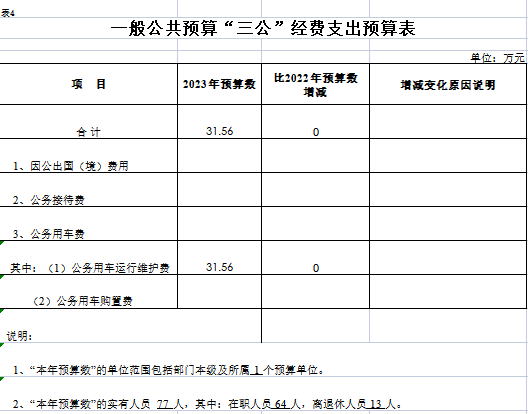 表4
一般公共预算“三公”经费支出预算表
单位：万元
项 目 2023年预算数 比2022年预算数增减 增减变化原因说明
合 计 31.56 0
1、因公出国（境）费用
2、公务接待费
3、公务用车费
其中：（1）公务用车运行维护费 31.56 0
（2）公务用车购置费
说明：
1、“本年预算数”的单位范围包括部门本级及所属 1 个预算单位。
2、“本年预算数”的实有人员 77 人，其中：在职人员 64 人，离退休人员 13 人。